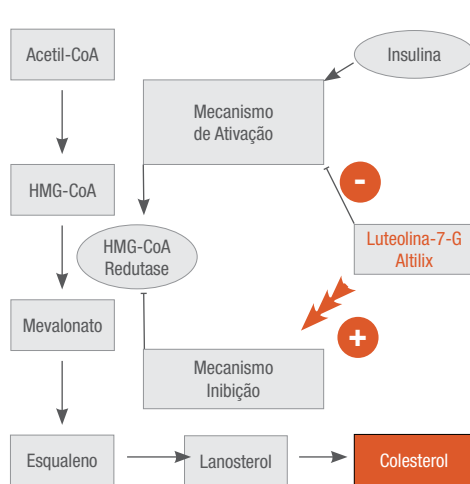 Acetil-CoA
Insulina
Mecanismo
de Ativação
-
HMG-CoA
Luteolina-7-G
Altilix
HMG-CoA
Redutase
+
Mevalonato
Mecanismo
Inibição
Esqualeno
Lanosterol
Colesterol